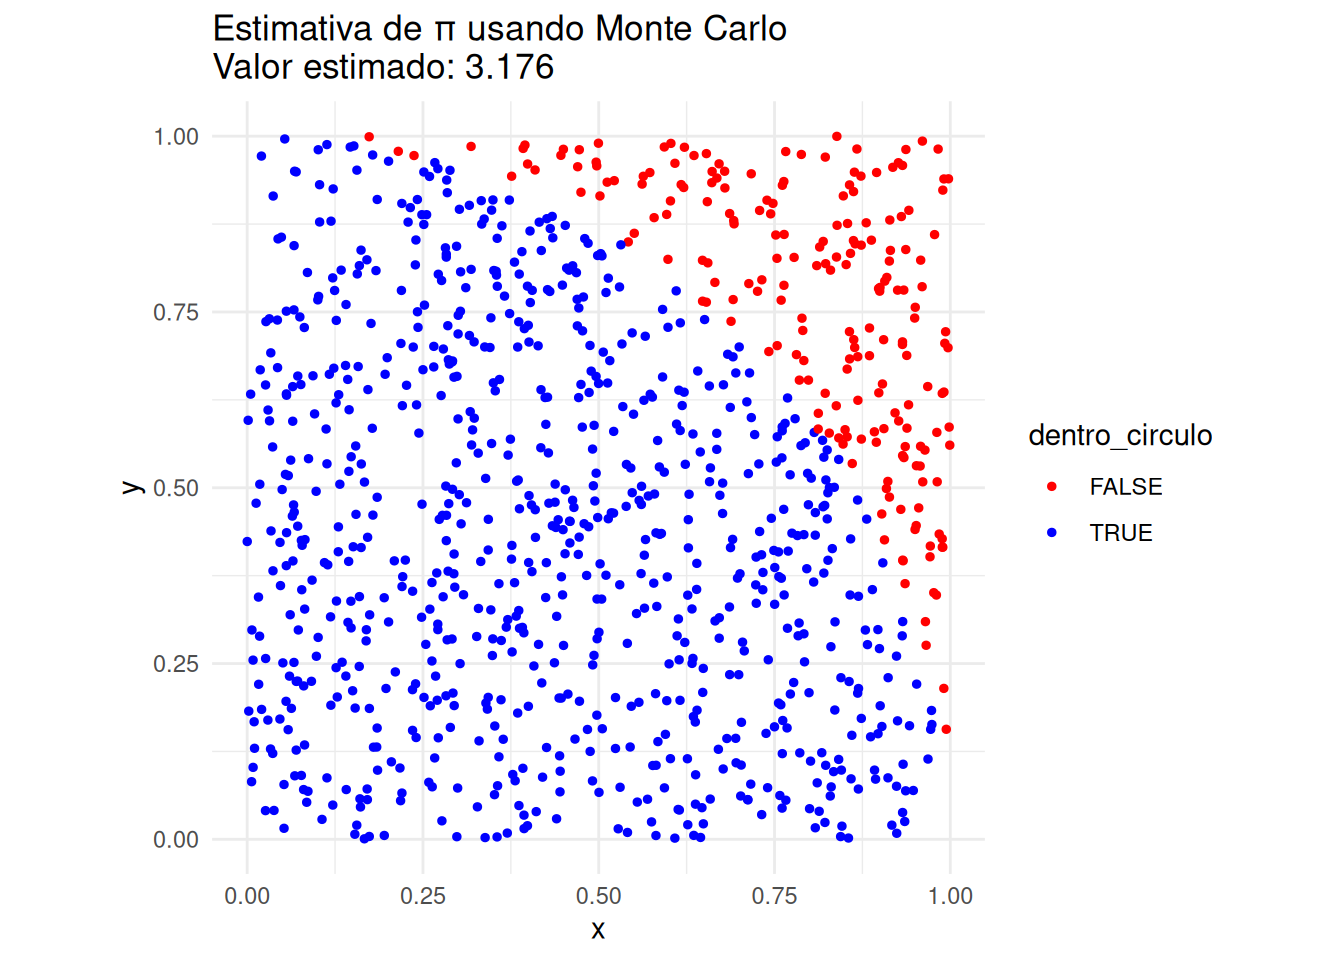 Estimativa de π usando Monte Carlo
Valor estimado: 3.176
1.00
0.75
0.50
0.25
0.00
y
0.00 0.25 0.50 0.75 1.00
x
dentro_circulo
FALSE
TRUE